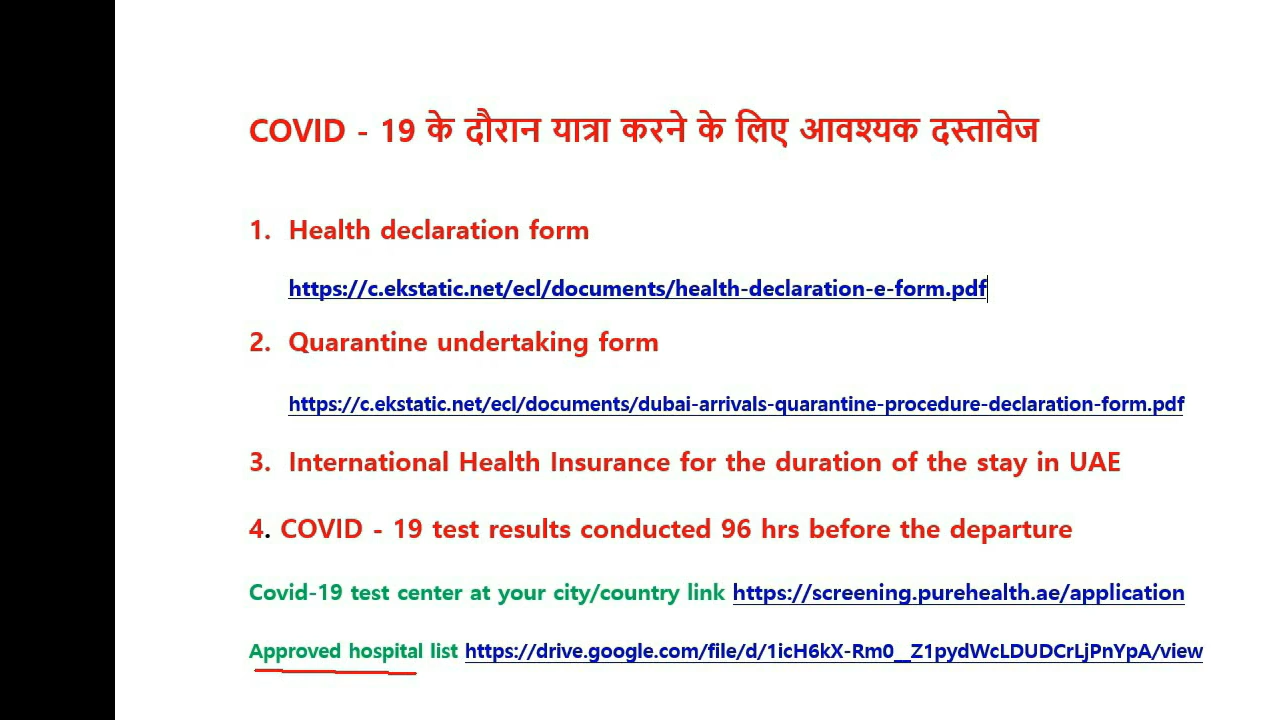 COVID - 19 के दौरान यात्रा करने के लिए आवश्यक दस्तावेज
1. Health declaration form
https://c.ekstatic.net/ecl/documents/health-declaration-e-form.pdf
2. Quarantine undertaking form
https://c.ekstatic.net/ecl/documents/dubai-arrivals-quarantine-procedure-declaration-form.pdf
3. International Health Insurance for the duration of the stay in UAE
4. COVID - 19 test results conducted 96 hrs before the departure
Covid-19 test center at your city/country link https://screening.purehealth.ae/application
Approved hospital list https://drive.google.com/file/d/1icH6kX-Rm0__Z1pydWcLDUDCrLjPnYpA/view